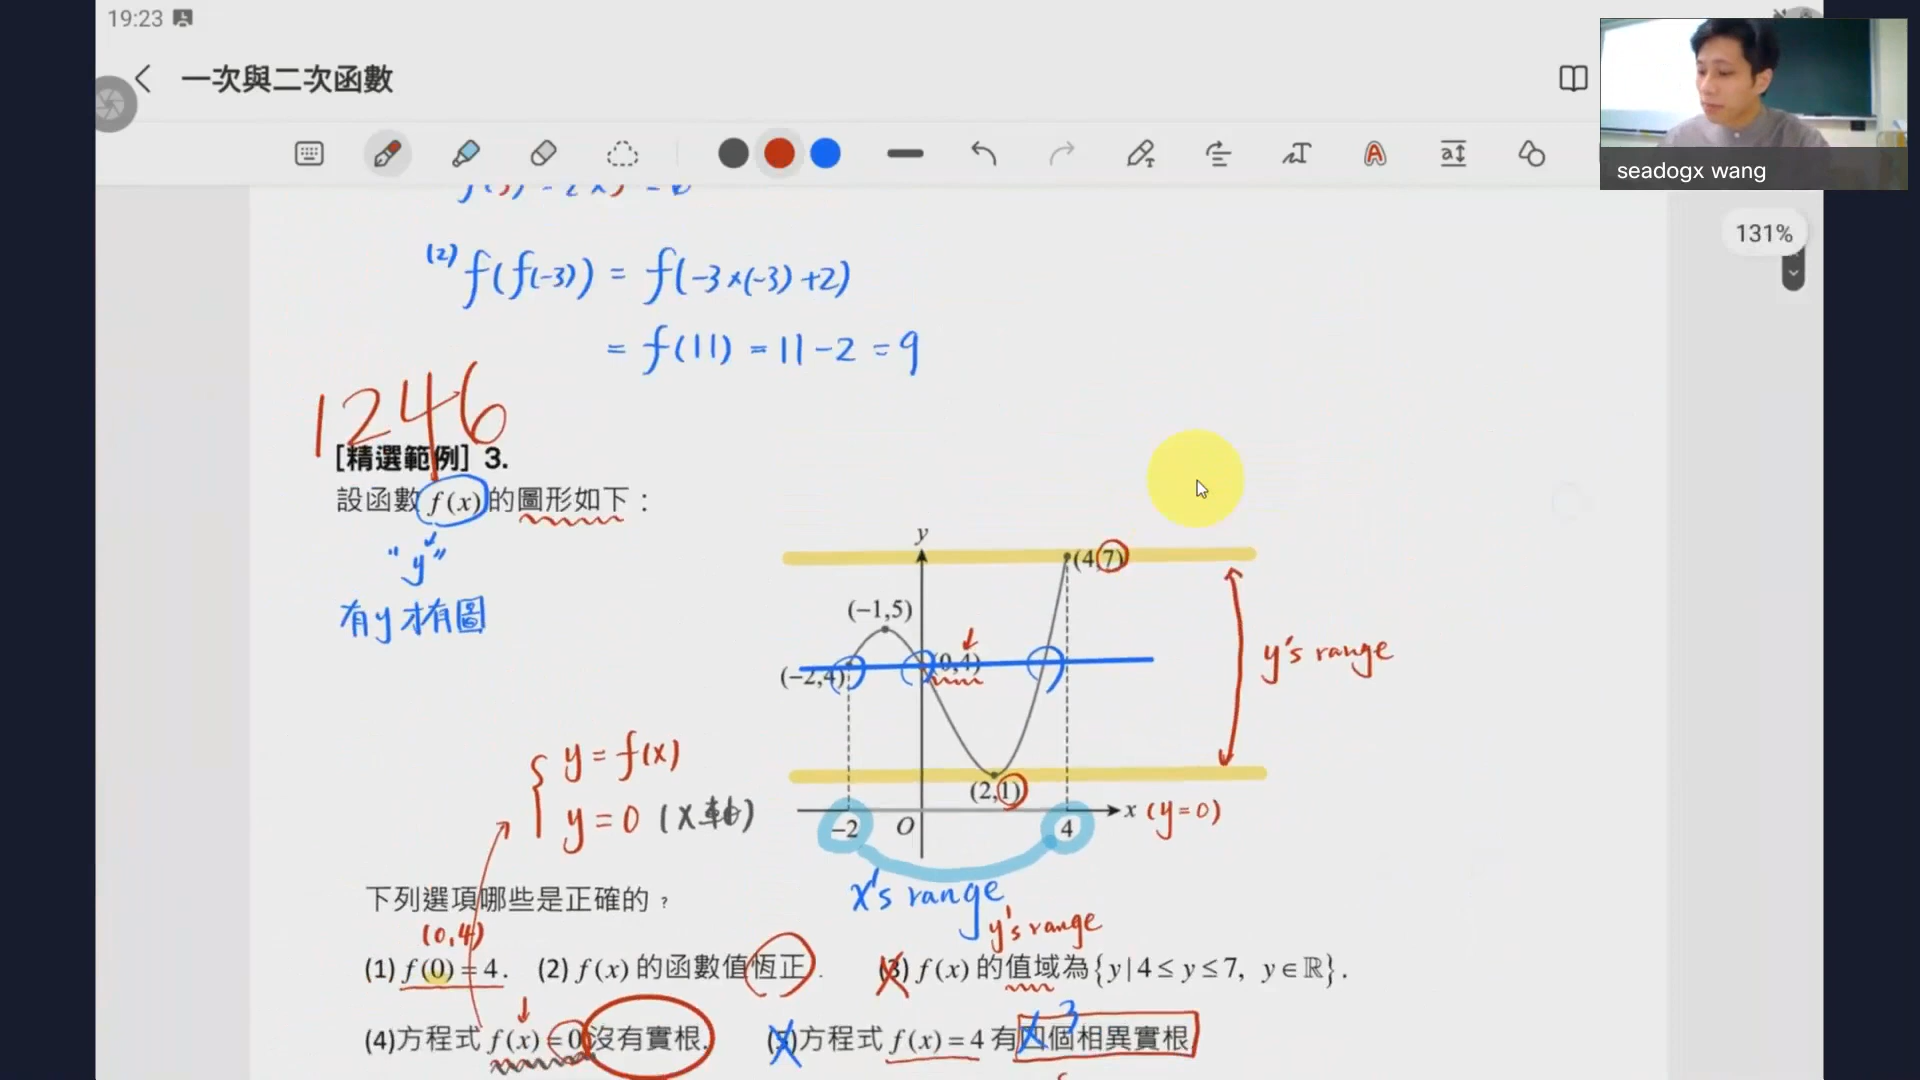 19:23
一次與二次函數
seadogx wang
131%
(2) f(f(-3)) = f(-3×(-3)+2)
= f(11) = 11-2 = 9
1246
[精選範例] 3.
設函數 f(x) 的圖形如下：
"y"
有y才有圖
y
(4,7)
(−1,5)
(0,4)
(−2,4)
y's range
y = f(x)
y = 0 (x軸)
(2,1)
−2 O 4 x (y=0)
x's range
下列選項哪些是正確的﹖
(0,4)
y's range
(1) f(0)=4. (2) f(x) 的函數值恆正. (3) f(x) 的值域為{y|4≤y≤7, y∈ℝ}.
3
(4)方程式 f(x)=0沒有實根. (5)方程式 f(x)=4 有四個相異實根